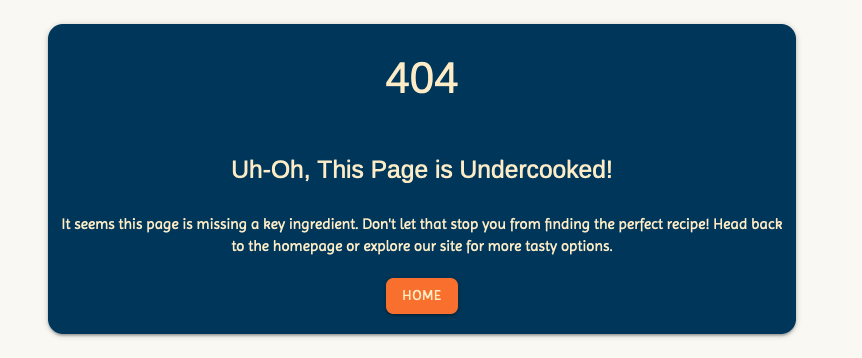 404
Uh-Oh, This Page is Undercooked!
It seems this page is missing a key ingredient. Don't let that stop you from finding the perfect recipe! Head back
to the homepage or explore our site for more tasty options.
HOME